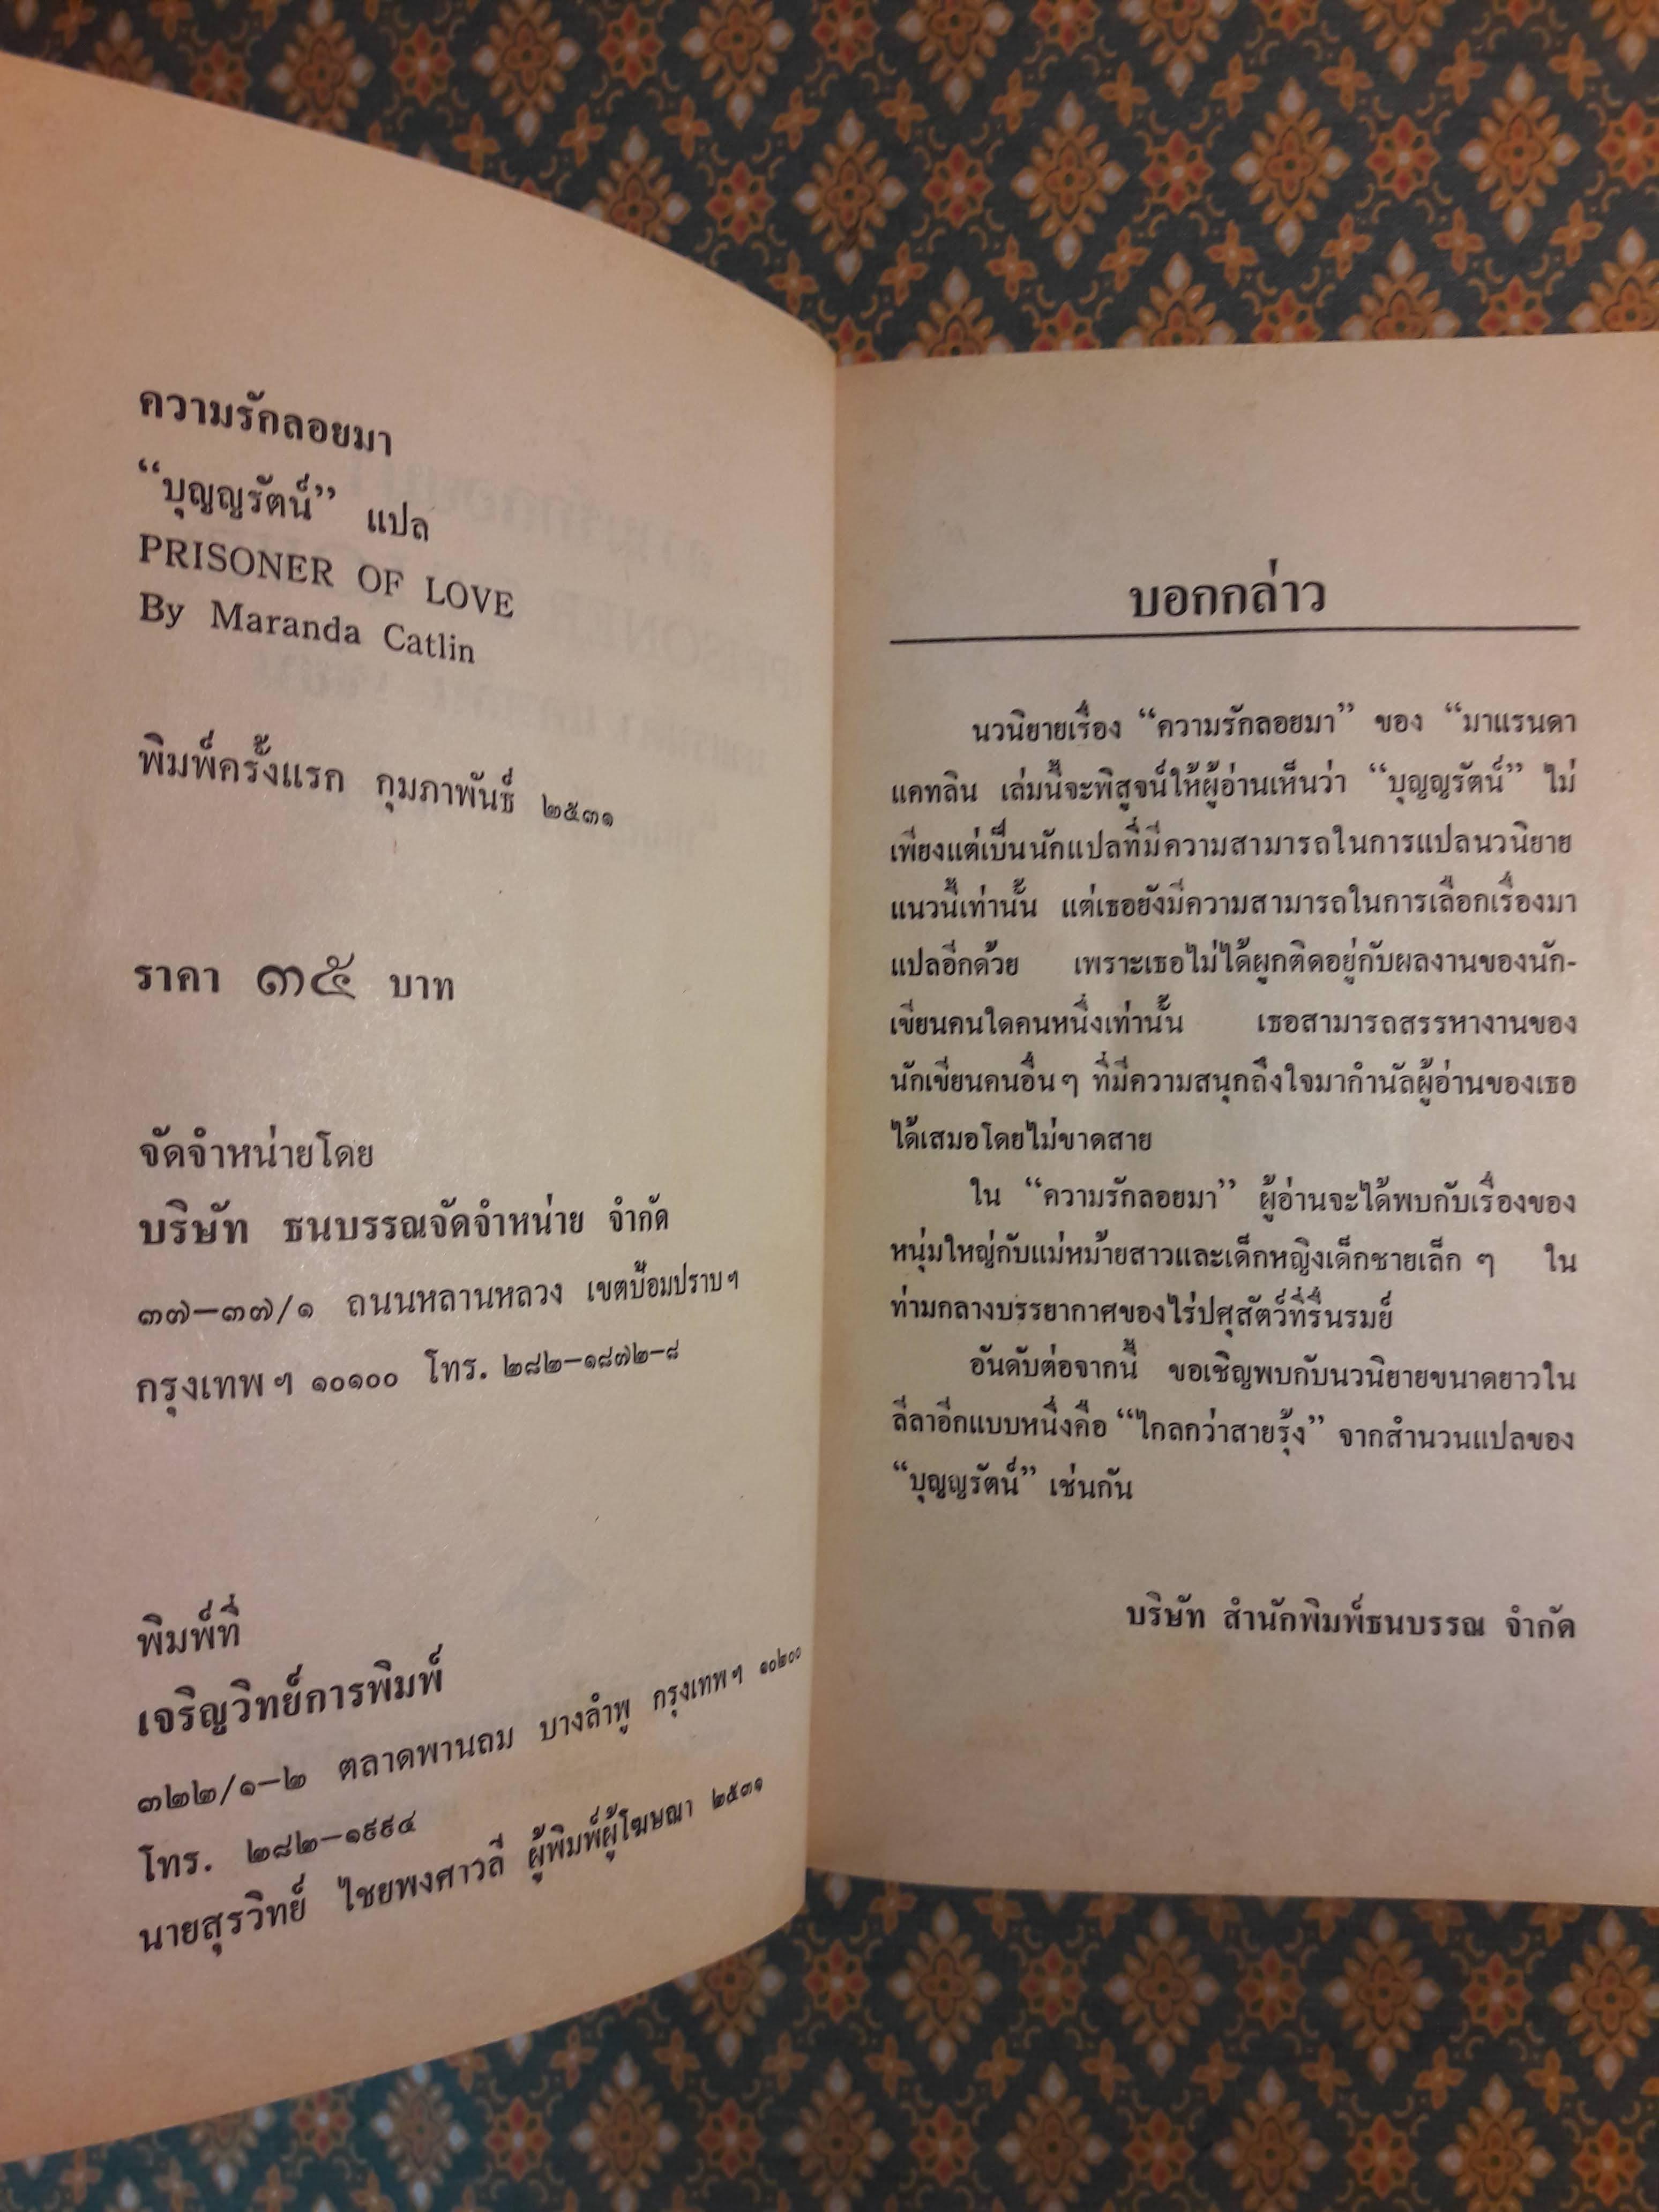 ความรักลอยมา
“บุญญรัตน์” แปล
PRISONER OF LOVE
By Maranda Catlin
พิมพ์ครั้งแรก กุมภาพันธ์ ๒๕๓๑
ราคา ๓๕ บาท
จัดจำหน่ายโดย
บริษัท ธนบรรณจัดจำหน่าย จำกัด
๓๗–๓๗/๑ ถนนหลานหลวง เขตป้อมปราบฯ
กรุงเทพฯ ๑๐๑๐๐ โทร. ๒๘๒–๑๘๗๒–๘
พิมพ์ที่
เจริญวิทย์การพิมพ์
๓๒๒/๑–๒ ตลาดพานถม บางลำพู กรุงเทพฯ ๑๐๒๐๐
โทร. ๒๘๒–๑๙๙๔
นายสุรวิทย์ ไชยพงศาวลี ผู้พิมพ์ผู้โฆษณา ๒๕๓๑
บอกกล่าว
นวนิยายเรื่อง “ความรักลอยมา” ของ “มาแรนดา
แคทลิน เล่มนี้จะพิสูจน์ให้ผู้อ่านเห็นว่า “บุญญรัตน์” ไม่
เพียงแต่เป็นนักแปลที่มีความสามารถในการแปลนวนิยาย
แนวนี้เท่านั้น แต่เธอยังมีความสามารถในการเลือกเรื่องมา
แปลอีกด้วย เพราะเธอไม่ได้ผูกติดอยู่กับผลงานของนัก-
เขียนคนใดคนหนึ่งเท่านั้น เธอสามารถสรรหางานของ
นักเขียนคนอื่นๆ ที่มีความสนุกถึงใจมากำนัลผู้อ่านของเธอ
ได้เสมอโดยไม่ขาดสาย
ใน “ความรักลอยมา” ผู้อ่านจะได้พบกับเรื่องของ
หนุ่มใหญ่กับแม่หม้ายสาวและเด็กหญิงเด็กชายเล็ก ๆ ใน
ท่ามกลางบรรยากาศของไร่ปศุสัตว์ที่รื่นรมย์
อันดับต่อจากนี้ ขอเชิญพบกับนวนิยายขนาดยาวใน
ลีลาอีกแบบหนึ่งคือ “ไกลกว่าสายรุ้ง” จากสำนวนแปลของ
“บุญญรัตน์” เช่นกัน
บริษัท สำนักพิมพ์ธนบรรณ จำกัด